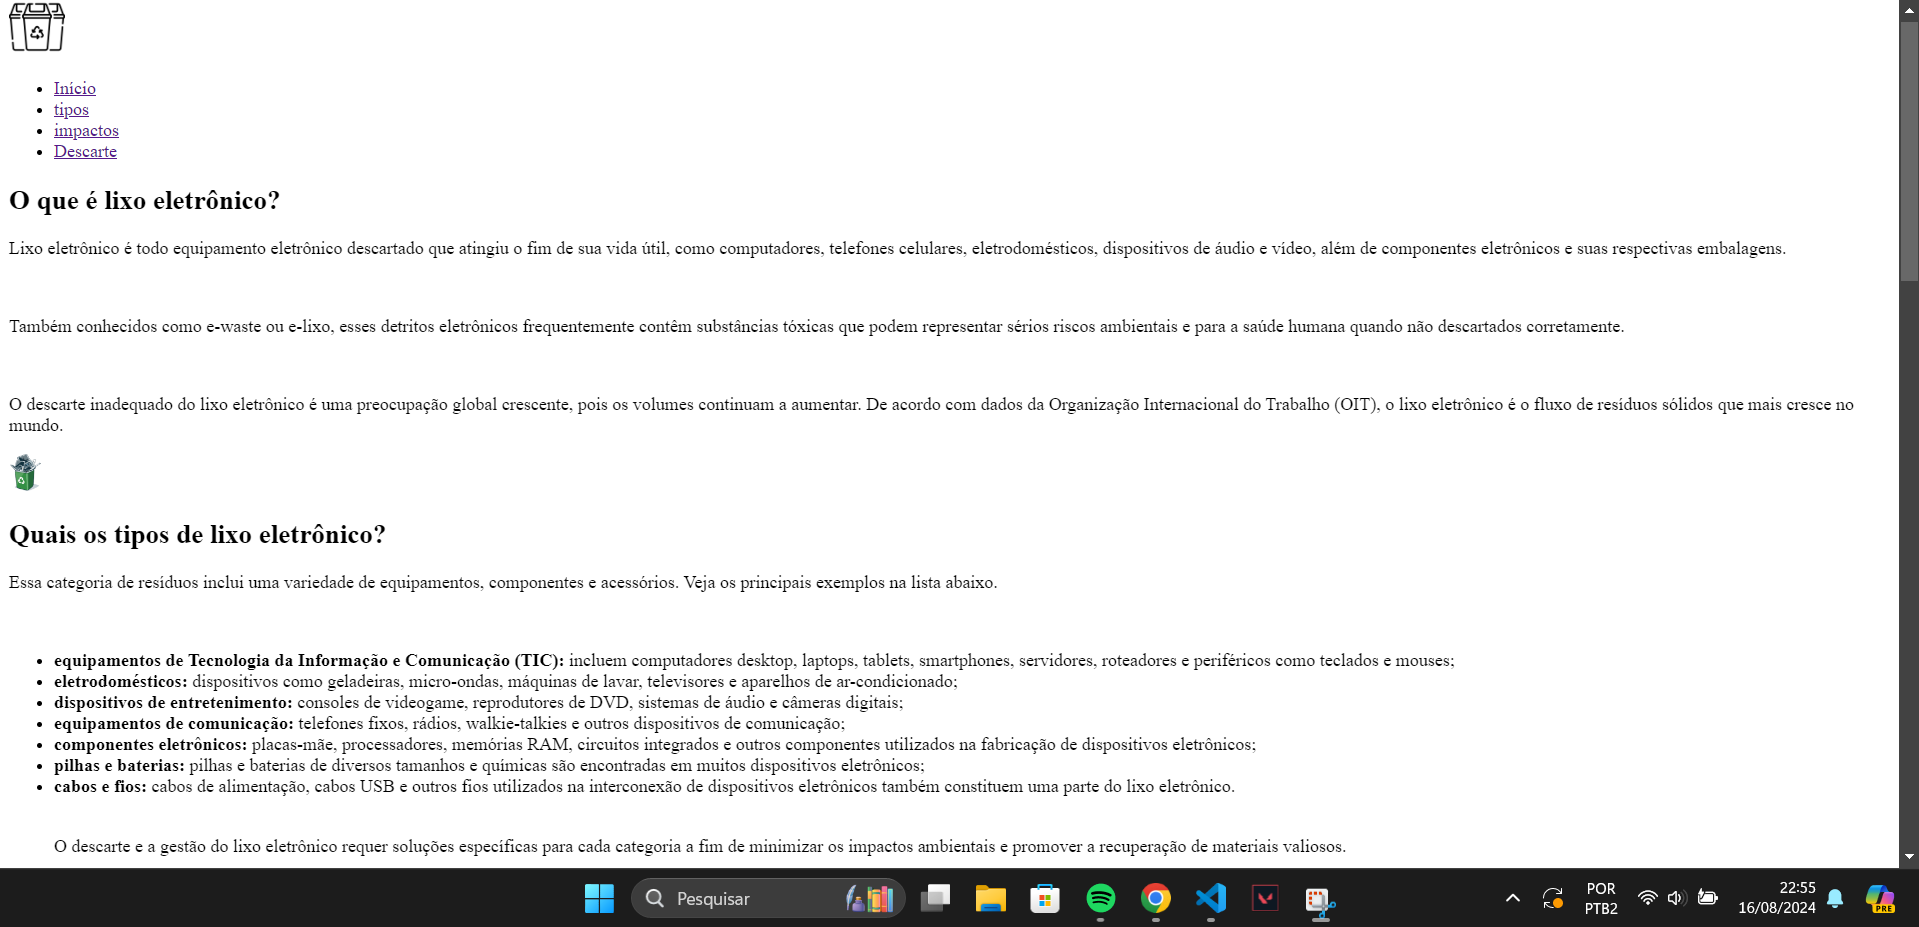 Início
tipos
impactos
Descarte
O que é lixo eletrônico?
Lixo eletrônico é todo equipamento eletrônico descartado que atingiu o fim de sua vida útil, como computadores, telefones celulares, eletrodomésticos, dispositivos de áudio e vídeo, além de componentes eletrônicos e suas respectivas embalagens.
Também conhecidos como e-waste ou e-lixo, esses detritos eletrônicos frequentemente contêm substâncias tóxicas que podem representar sérios riscos ambientais e para a saúde humana quando não descartados corretamente.
O descarte inadequado do lixo eletrônico é uma preocupação global crescente, pois os volumes continuam a aumentar. De acordo com dados da Organização Internacional do Trabalho (OIT), o lixo eletrônico é o fluxo de resíduos sólidos que mais cresce no
mundo.
Quais os tipos de lixo eletrônico?
Essa categoria de resíduos inclui uma variedade de equipamentos, componentes e acessórios. Veja os principais exemplos na lista abaixo.
equipamentos de Tecnologia da Informação e Comunicação (TIC): incluem computadores desktop, laptops, tablets, smartphones, servidores, roteadores e periféricos como teclados e mouses;
eletrodomésticos: dispositivos como geladeiras, micro-ondas, máquinas de lavar, televisores e aparelhos de ar-condicionado;
dispositivos de entretenimento: consoles de videogame, reprodutores de DVD, sistemas de áudio e câmeras digitais;
equipamentos de comunicação: telefones fixos, rádios, walkie-talkies e outros dispositivos de comunicação;
componentes eletrônicos: placas-mãe, processadores, memórias RAM, circuitos integrados e outros componentes utilizados na fabricação de dispositivos eletrônicos;
pilhas e baterias: pilhas e baterias de diversos tamanhos e químicas são encontradas em muitos dispositivos eletrônicos;
cabos e fios: cabos de alimentação, cabos USB e outros fios utilizados na interconexão de dispositivos eletrônicos também constituem uma parte do lixo eletrônico.
O descarte e a gestão do lixo eletrônico requer soluções específicas para cada categoria a fim de minimizar os impactos ambientais e promover a recuperação de materiais valiosos.
Pesquisar
POR
PTB2
22:55
16/08/2024
PRE